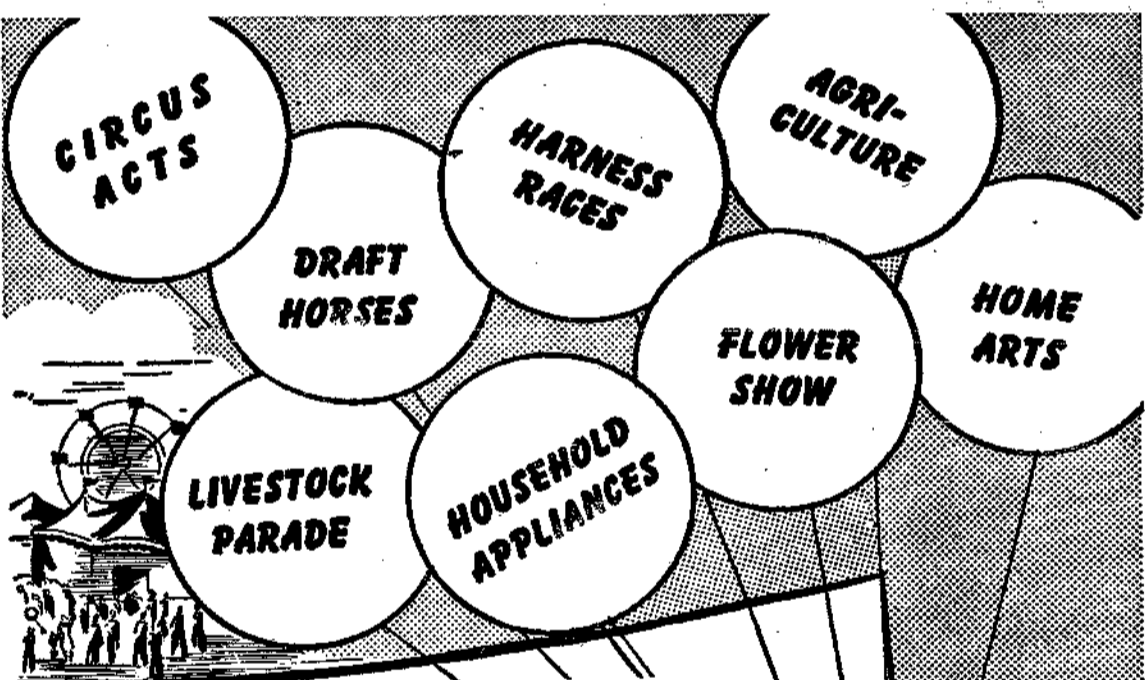 CIRCUS
ACTS
DRAFT
HORSES
HARNESS
RACES
AGRI-
CULTURE
HOME
ARTS
FLOWER
SHOW
LIVESTOCK
PARADE
HOUSEHOLD
APPLIANCES